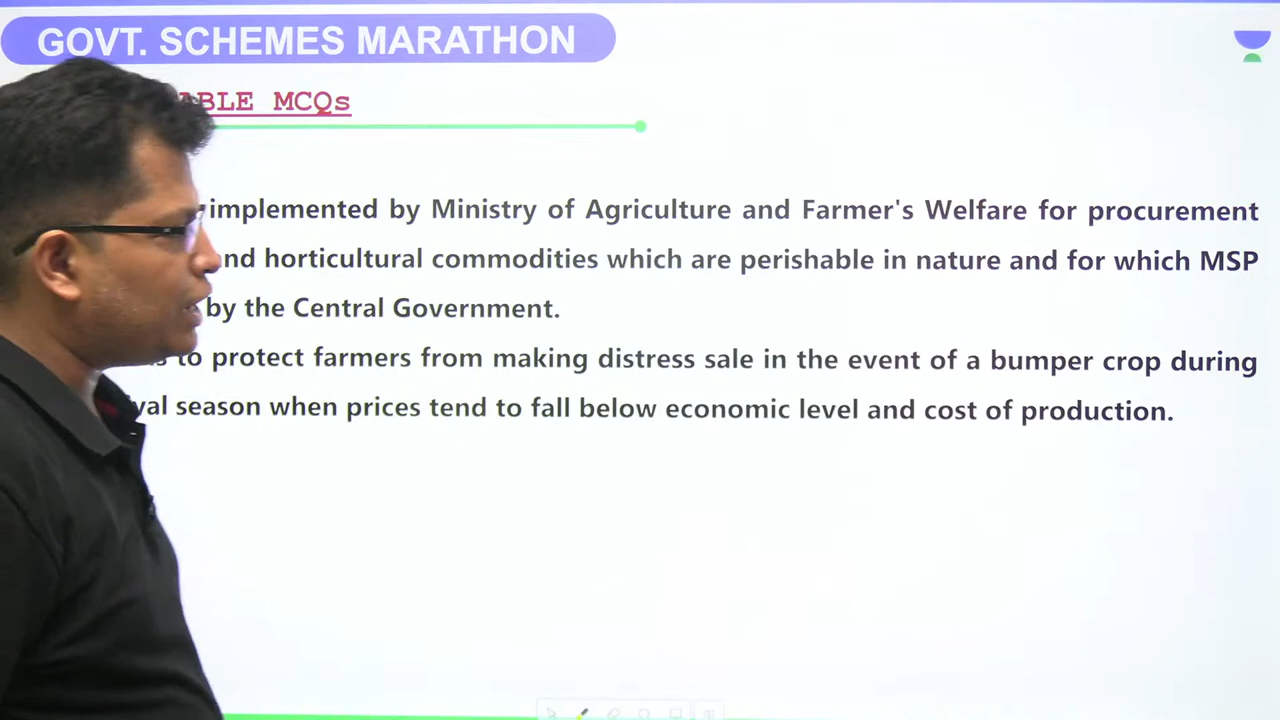 GOVT. SCHEMES MARATHON
ABLE MCQs
implemented by Ministry of Agriculture and Farmer's Welfare for procurement
nd horticultural commodities which are perishable in nature and for which MSP
by the Central Government.
s to protect farmers from making distress sale in the event of a bumper crop during
val season when prices tend to fall below economic level and cost of production.